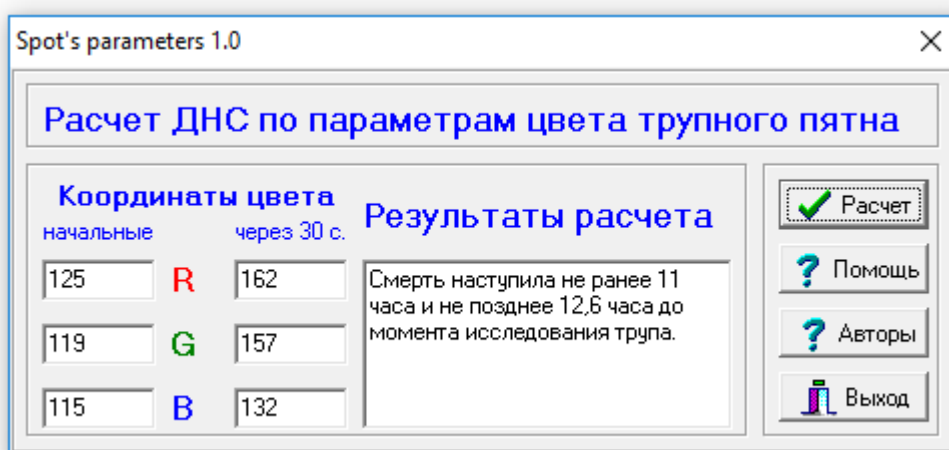 Spot's parameters 1.0
Расчет ДНС по параметрам цвета трупного пятна
Координаты цвета
начальные
через 30 с.
125 R 162
119 G 157
115 B 132
Результаты расчета
Смерть наступила не ранее 11
часа и не позднее 12,6 часа до
момента исследования трупа.
Расчет
Помощь
Авторы
Выход